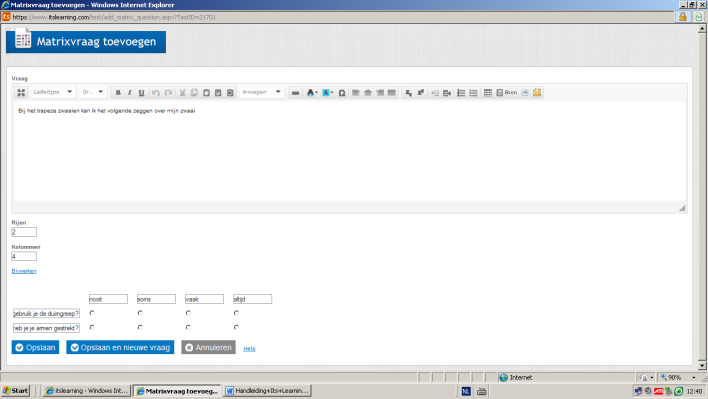 Matrixvraag toevoegen - Windows Internet Explorer
https://www.itslearning.com/test/add_matrix_question.aspx?TestID=21701
Matrixvraag toevoegen
Vraag
Lettertype Gr... B I U Invoegen A A Ω Bron
Bij het trapeze zwaaien kan ik het volgende zeggen over mijn zwaai
Rijen
2
Kolommen
4
Bijwerken
nooit soms vaak altijd
gebruik je de duimgreep?
heb je je armen gestrekt?
Opslaan Opslaan en nieuwe vraag Annuleren Help
Internet 90%
Start itslearning - Windows Int... Matrixvraag toevoeg... Handleiding+Its+Learnin... NL 12:40